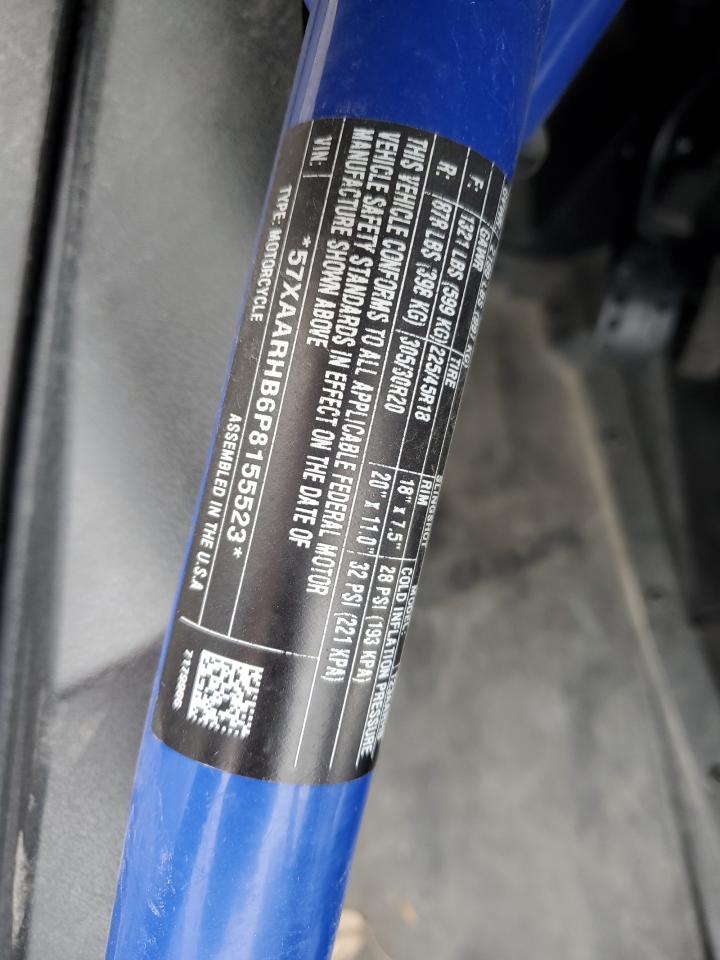 SLINGSHOT
GAWR TIRE RIM COLD INFLATION PRESSURE
F: 1321 LBS (599 KG) 225/45R18 18" X 7.5" 28 PSI (193 KPA)
R: 878 LBS (398 KG) 305/30R20 20" X 11.0" 32 PSI (221 KPA)
THIS VEHICLE CONFORMS TO ALL APPLICABLE FEDERAL MOTOR
VEHICLE SAFETY STANDARDS IN EFFECT ON THE DATE OF
MANUFACTURE SHOWN ABOVE
VIN: *57XAARHB6P8155523*
TYPE: MOTORCYCLE ASSEMBLED IN THE U.S.A